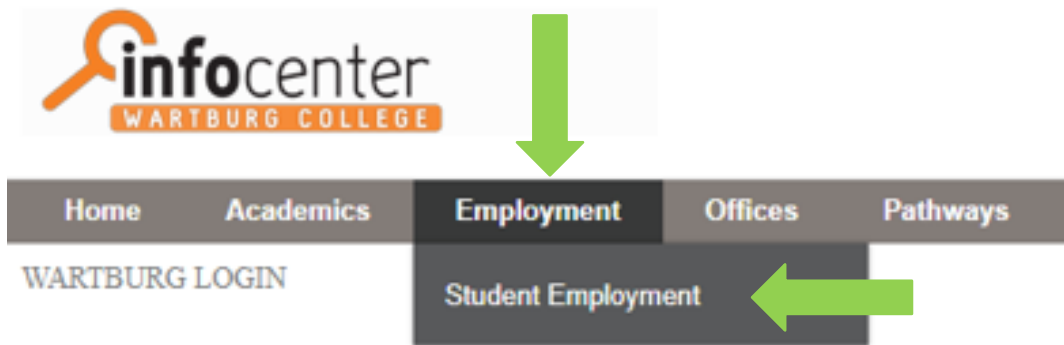 infocenter
WARTBURG COLLEGE
Home Academics Employment Offices Pathways
WARTBURG LOGIN
Student Employment